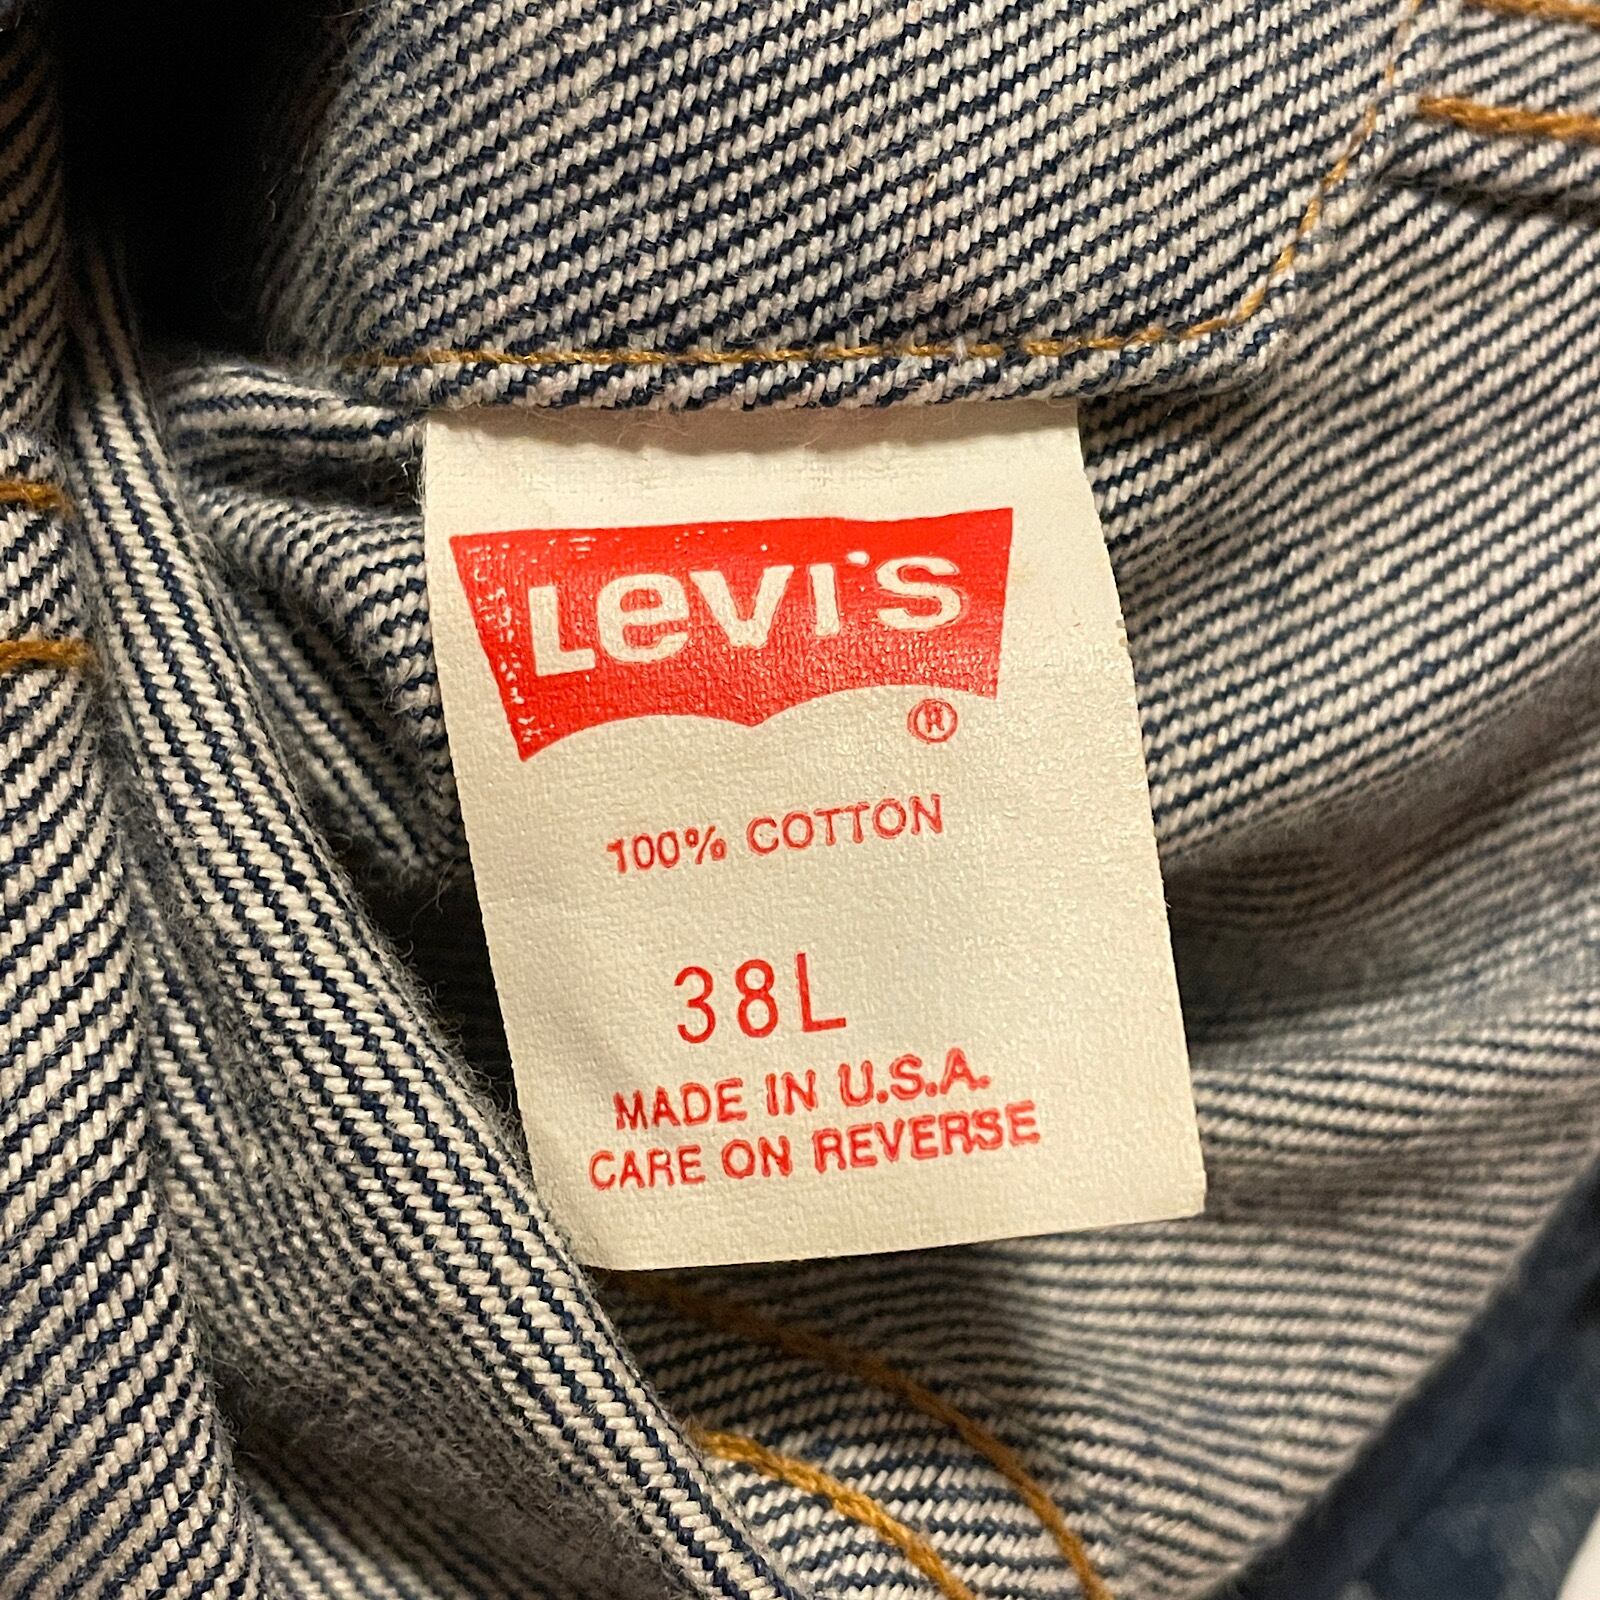 Levi's
®
100% COTTON
38L
MADE IN U.S.A.
CARE ON REVERSE